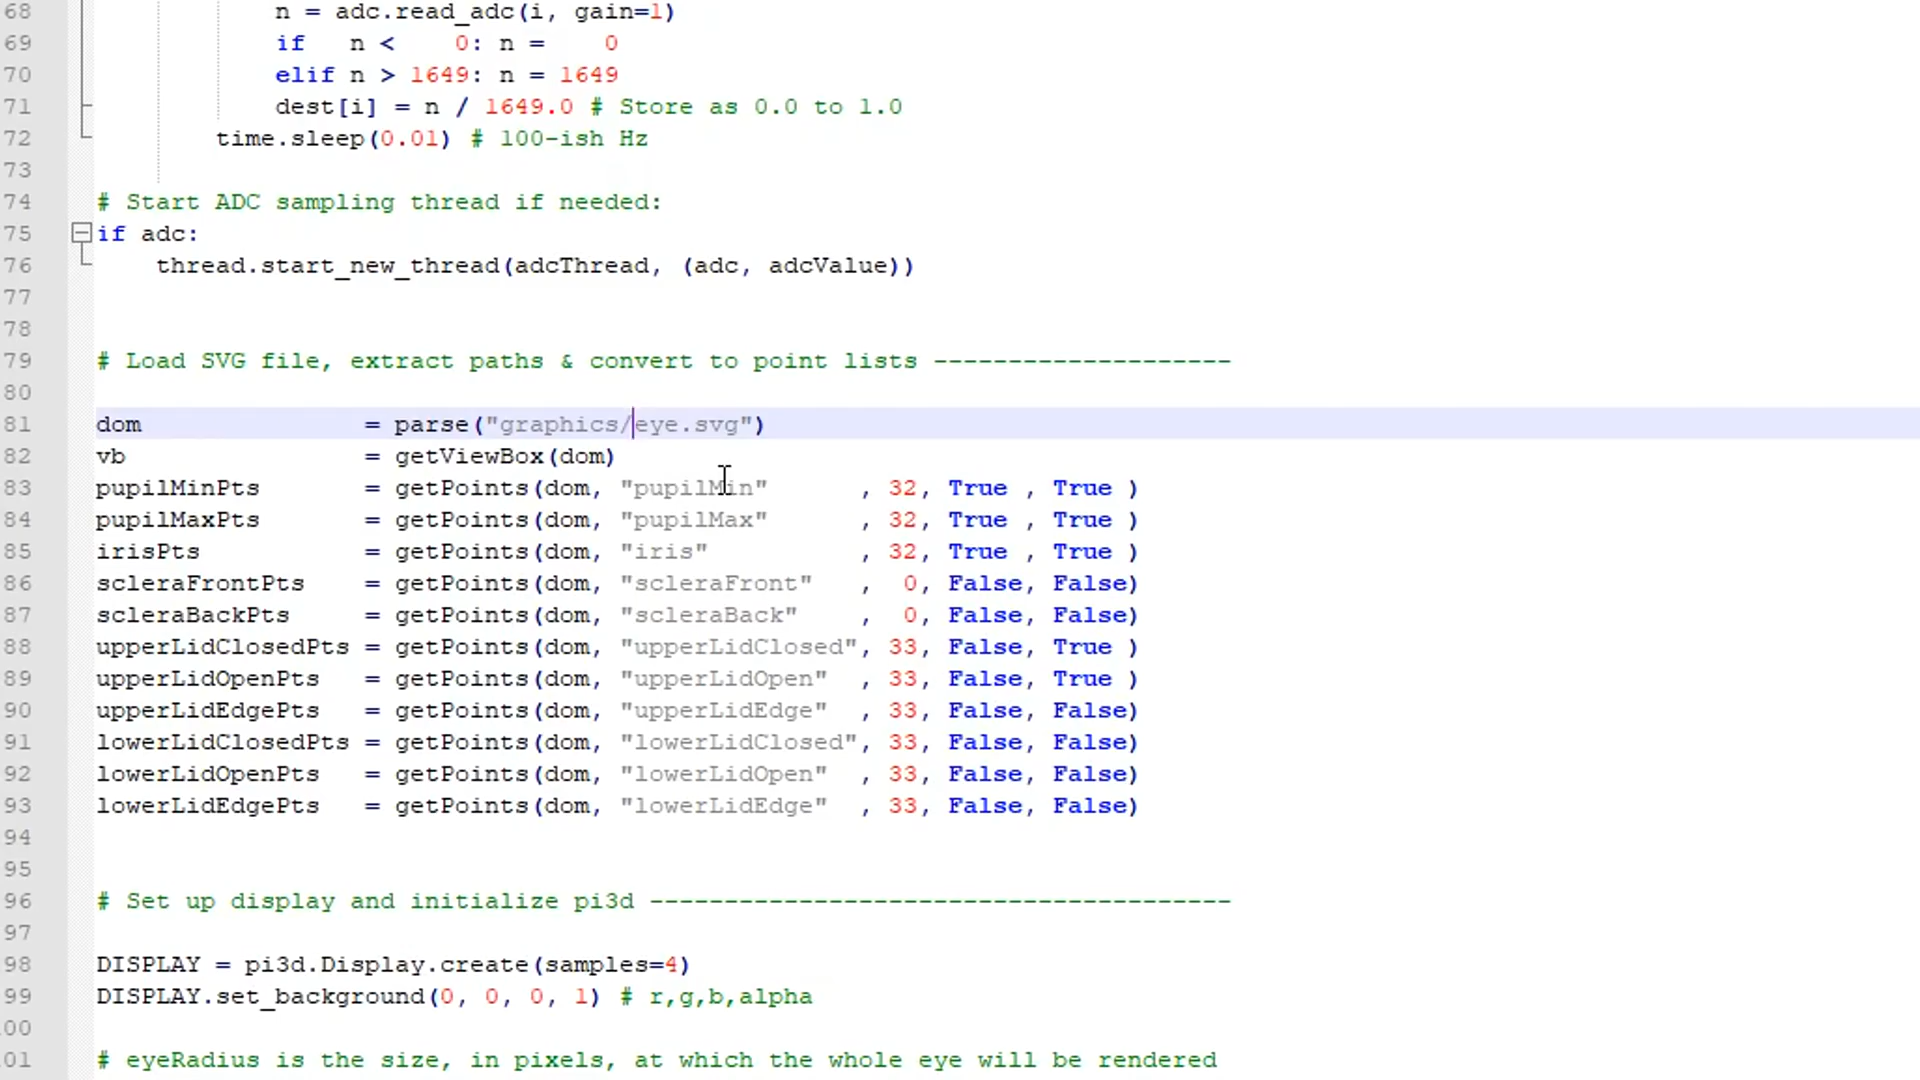 68 n = adc.read_adc(i, gain=1)
69 if n < 0: n = 0
70 elif n > 1649: n = 1649
71 dest[i] = n / 1649.0 # Store as 0.0 to 1.0
72 time.sleep(0.01) # 100-ish Hz
73
74 # Start ADC sampling thread if needed:
75 if adc:
76 thread.start_new_thread(adcThread, (adc, adcValue))
77
78
79 # Load SVG file, extract paths & convert to point lists --------------------
80
81 dom = parse("graphics/eye.svg")
82 vb = getViewBox(dom)
83 pupilMinPts = getPoints(dom, "pupilMin" , 32, True , True )
84 pupilMaxPts = getPoints(dom, "pupilMax" , 32, True , True )
85 irisPts = getPoints(dom, "iris" , 32, True , True )
86 scleraFrontPts = getPoints(dom, "scleraFront" , 0, False, False)
87 scleraBackPts = getPoints(dom, "scleraBack" , 0, False, False)
88 upperLidClosedPts = getPoints(dom, "upperLidClosed", 33, False, True )
89 upperLidOpenPts = getPoints(dom, "upperLidOpen" , 33, False, True )
90 upperLidEdgePts = getPoints(dom, "upperLidEdge" , 33, False, False)
91 lowerLidClosedPts = getPoints(dom, "lowerLidClosed", 33, False, False)
92 lowerLidOpenPts = getPoints(dom, "lowerLidOpen" , 33, False, False)
93 lowerLidEdgePts = getPoints(dom, "lowerLidEdge" , 33, False, False)
94
95
96 # Set up display and initialize pi3d ---------------------------------------
97
98 DISPLAY = pi3d.Display.create(samples=4)
99 DISPLAY.set_background(0, 0, 0, 1) # r,g,b,alpha
00
01 # eyeRadius is the size, in pixels, at which the whole eye will be rendered